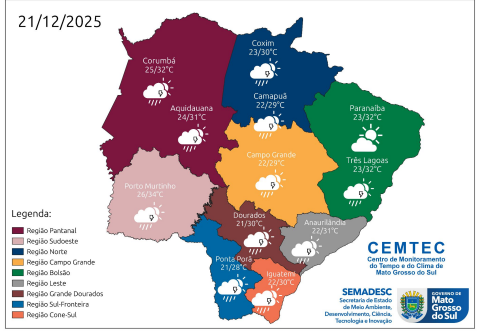 21/12/2025
Corumbá
25/32°C
Coxim
23/30°C
Aquidauana
24/31°C
Camapuã
22/29°C
Paranaíba
23/32°C
Campo Grande
22/29°C
Três Lagoas
23/32°C
Porto Murtinho
26/34°C
Dourados
21/30°C
Anaurilândia
22/31°C
Ponta Porã
21/28°C
Iguatemi
22/30°C
Legenda:
Região Pantanal
Região Sudoeste
Região Norte
Região Campo Grande
Região Bolsão
Região Leste
Região Grande Dourados
Região Sul-Fronteira
Região Cone-Sul
CEMTEC
Centro de Monitoramento
do Tempo e do Clima de
Mato Grosso do Sul
SEMADESC
Secretaria de Estado
de Meio Ambiente,
Desenvolvimento, Ciência,
Tecnologia e Inovação
GOVERNO DE
Mato
Grosso
do Sul